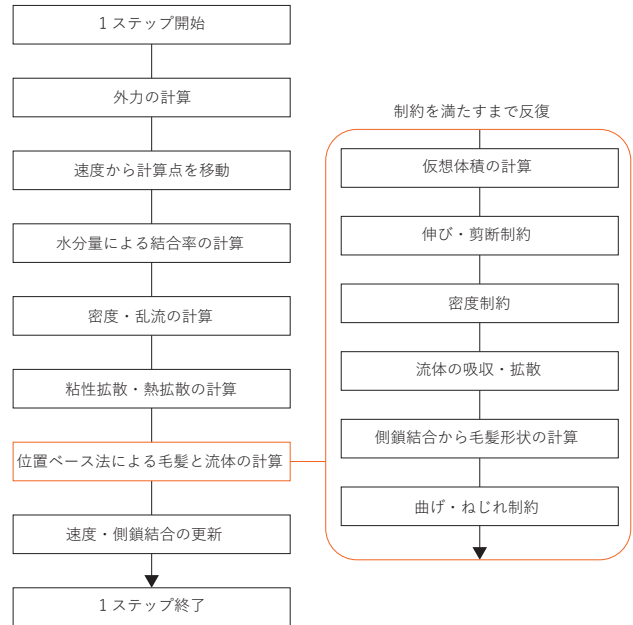 1 ステップ開始
外力の計算
速度から計算点を移動
水分量による結合率の計算
密度・乱流の計算
粘性拡散・熱拡散の計算
位置ベース法による毛髪と流体の計算
速度・側鎖結合の更新
1 ステップ終了
制約を満たすまで反復
仮想体積の計算
伸び・剪断制約
密度制約
流体の吸収・拡散
側鎖結合から毛髪形状の計算
曲げ・ねじれ制約